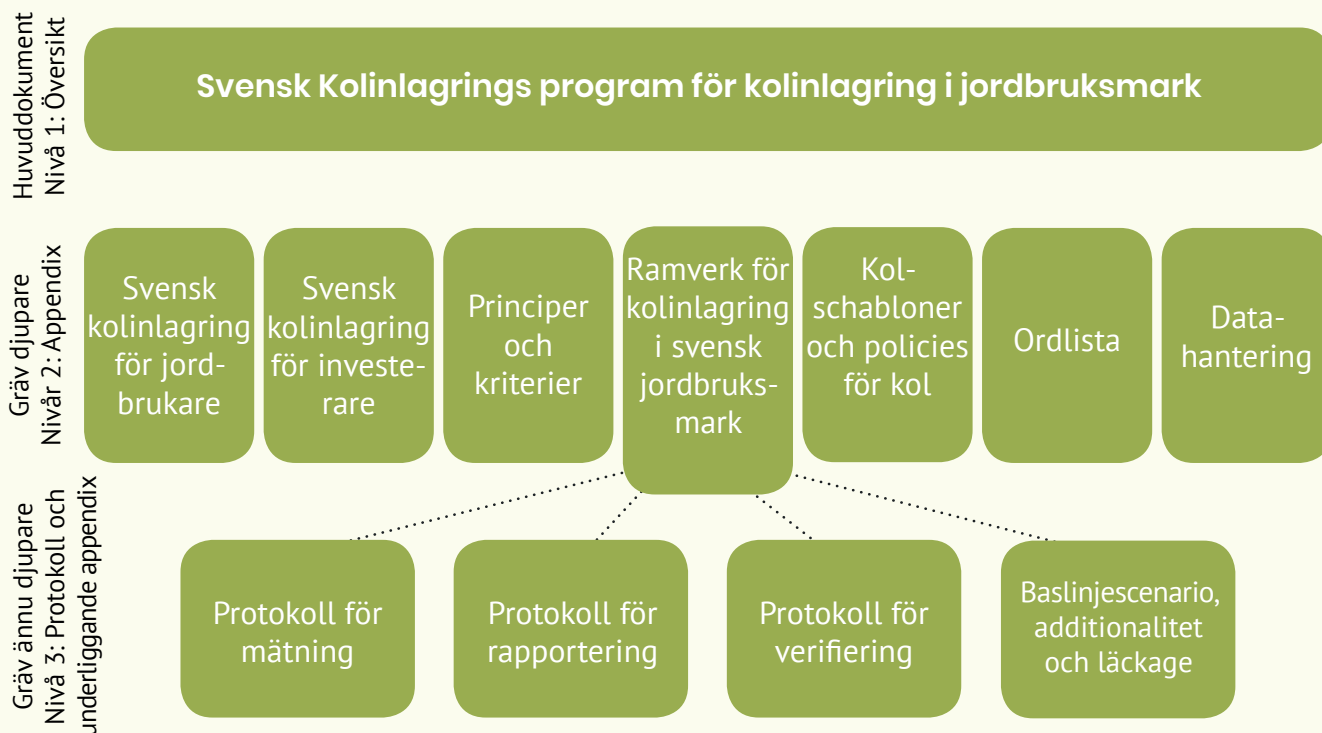 Huvuddokument
Nivå 1: Översikt
Svensk Kolinlagrings program för kolinlagring i jordbruksmark
Gräv djupare
Nivår 2: Appendix
Svensk
kolinlagring
för jord-
brukare
Svensk
kolinlagring
för investe-
rare
Principer
och
kriterier
Ramverk för
kolinlagring
i svensk
jordbruks-
mark
Kol-
schabloner
och policies
för kol
Ordlista
Data-
hantering
Gräv ännu djupare
Nivå 3: Protokoll och
underliggande appendix
Protokoll för
mätning
Protokoll för
rapportering
Protokoll för
verifiering
Baslinjescenario,
additionalitet
och läckage